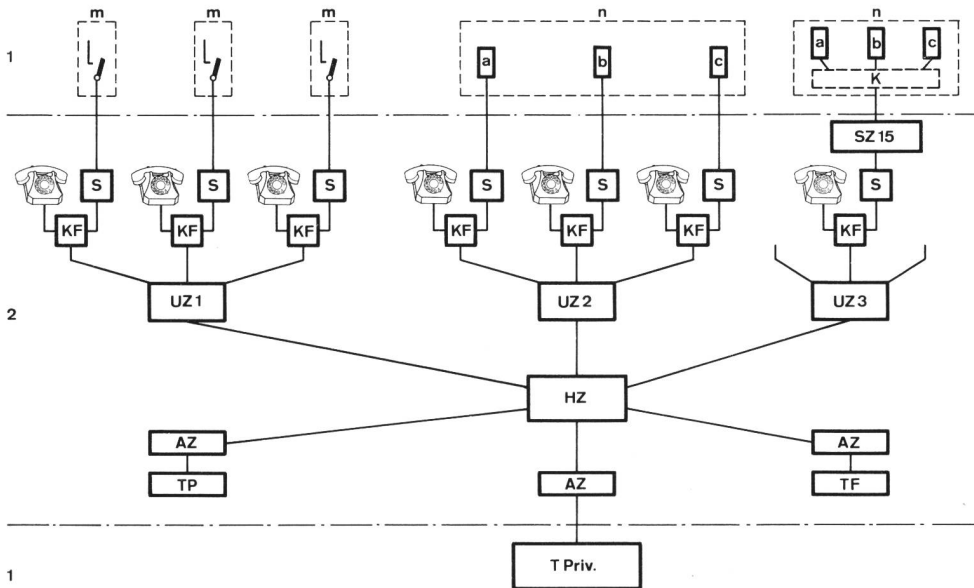 m m m n n
1
a b c a b c
K
SZ 15
S S S S S S S
KF KF KF KF KF KF KF
UZ 1 UZ 2 UZ 3
2
HZ
AZ AZ
TP AZ TF
T Priv.
1